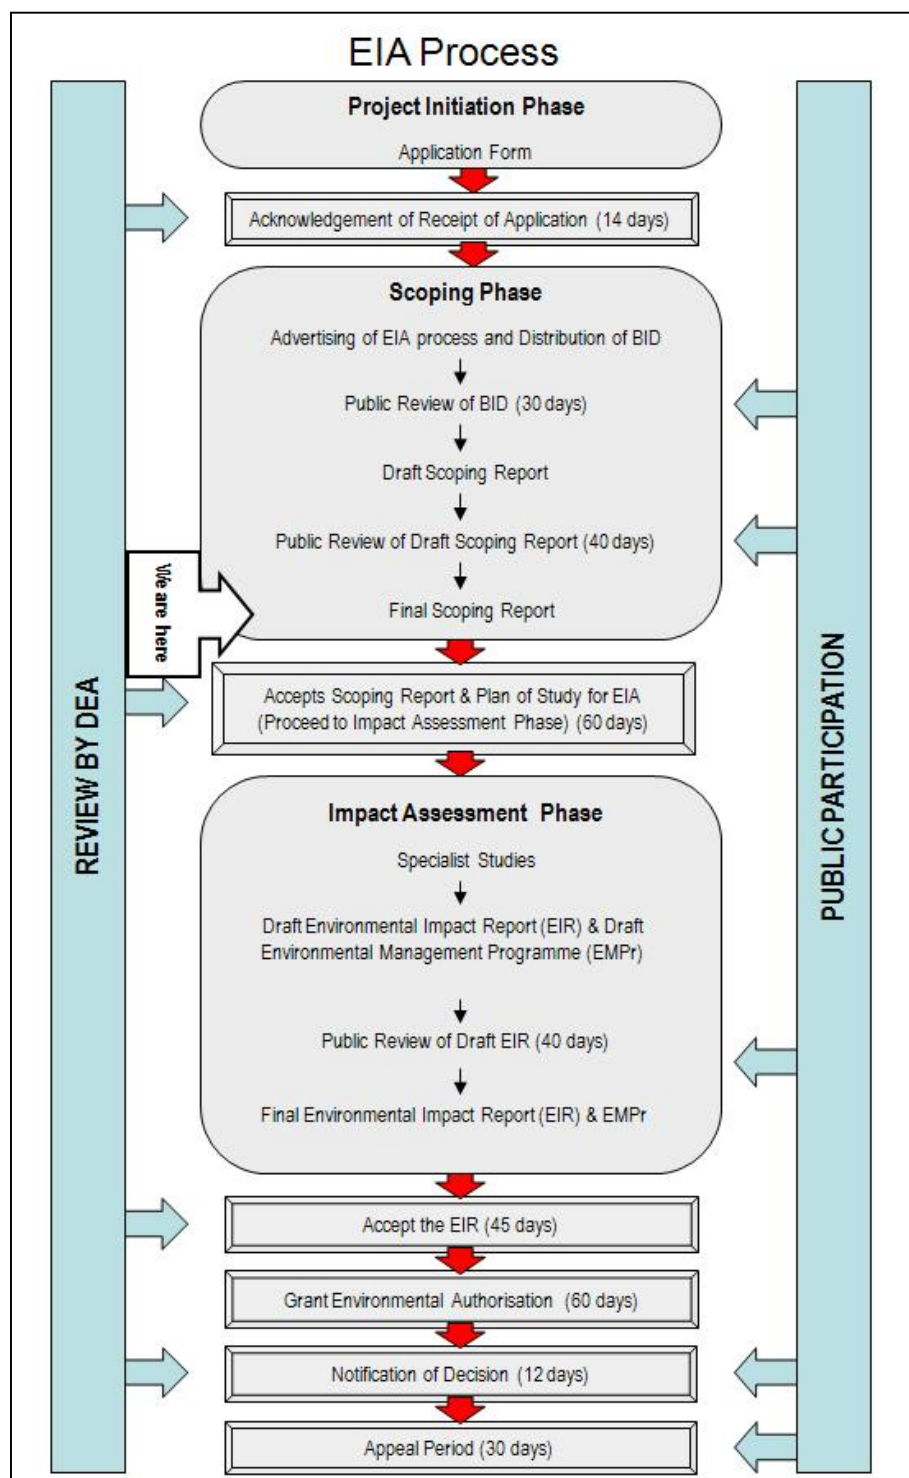 EIA Process
Project Initiation Phase
Application Form
Acknowledgement of Receipt of Application (14 days)
Scoping Phase
Advertising of EIA process and Distribution of BID
Public Review of BID (30 days)
Draft Scoping Report
Public Review of Draft Scoping Report (40 days)
We are here
Final Scoping Report
REVIEW BY DEA
PUBLIC PARTICIPATION
Accepts Scoping Report & Plan of Study for EIA
(Proceed to Impact Assessment Phase) (60 days)
Impact Assessment Phase
Specialist Studies
Draft Environmental Impact Report (EIR) & Draft
Environmental Management Programme (EMPr)
Public Review of Draft EIR (40 days)
Final Environmental Impact Report (EIR) & EMPr
Accept the EIR (45 days)
Grant Environmental Authorisation (60 days)
Notification of Decision (12 days)
Appeal Period (30 days)